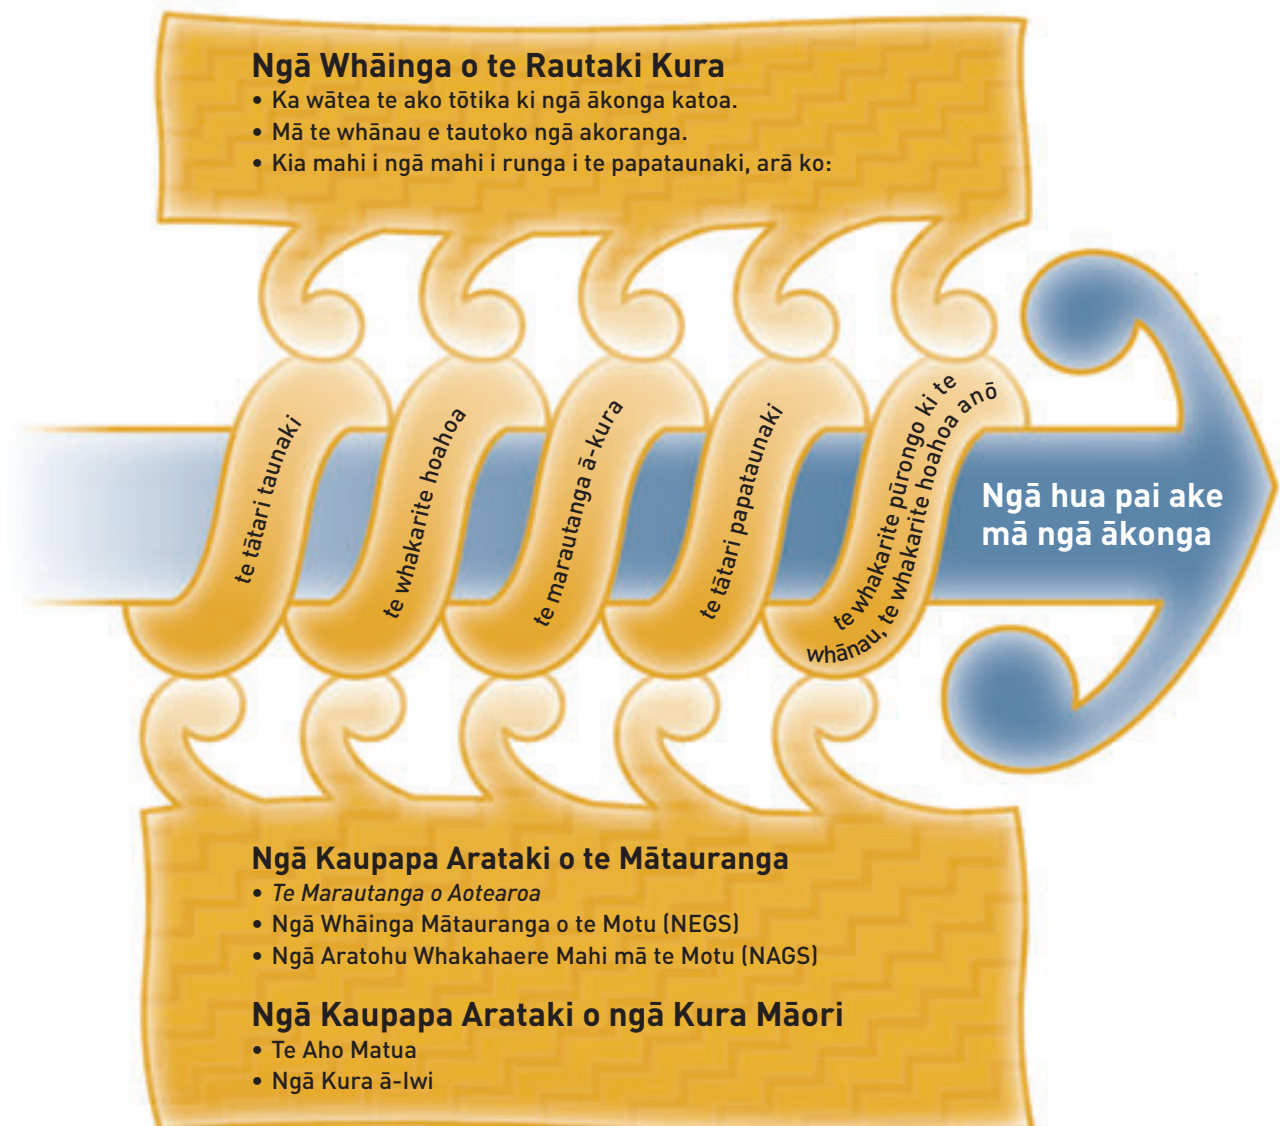 Ngā Whāinga o te Rautaki Kura
• Ka wātea te ako tōtika ki ngā ākonga katoa.
• Mā te whānau e tautoko ngā akoranga.
• Kia mahi i ngā mahi i runga i te papataunaki, arā ko:
te tātari taunaki
te whakarite hoahoa
te marautanga ā-kura
te tātari papataunaki
te whakarite pūrongo ki te
whānau, te whakarite hoahoa anō
Ngā hua pai ake
mā ngā ākonga
Ngā Kaupapa Arataki o te Mātauranga
• Te Marautanga o Aotearoa
• Ngā Whāinga Mātauranga o te Motu (NEGS)
• Ngā Aratohu Whakahaere Mahi mā te Motu (NAGS)
Ngā Kaupapa Arataki o ngā Kura Māori
• Te Aho Matua
• Ngā Kura ā-Iwi